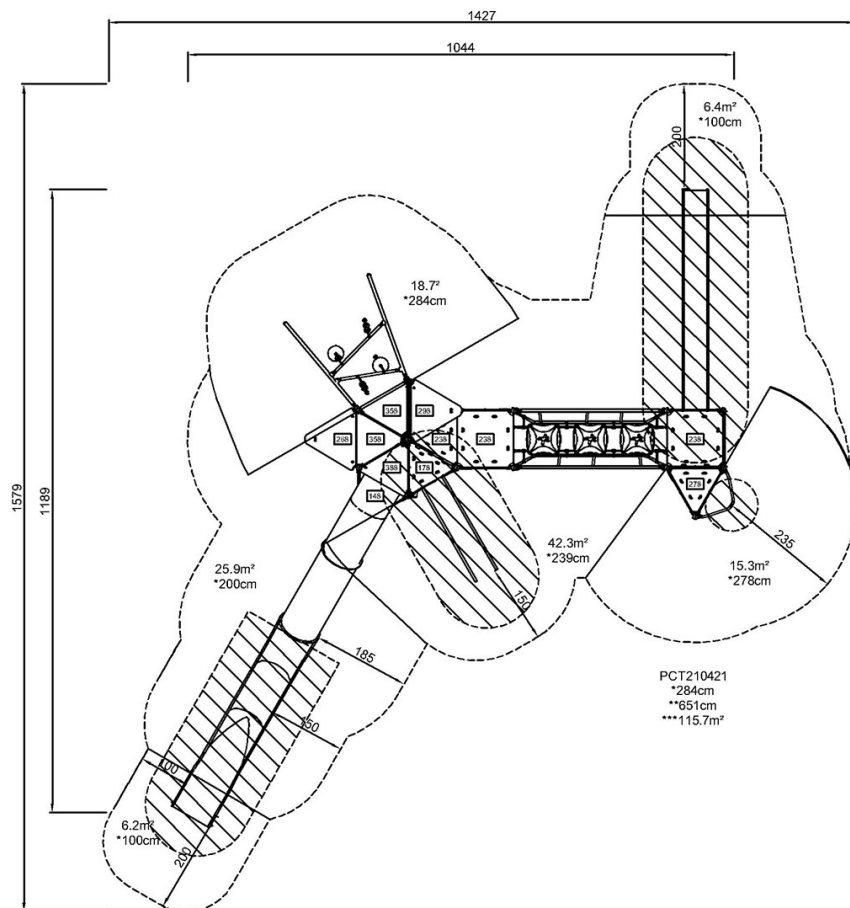 1427
1044
6.4m²
*100cm
200
18.7²
*284cm
1579
1189
358
298
268
358
238
238
238
388
178
148
278
235
42.3m²
*239cm
15.3m²
*278cm
25.9m²
*200cm
150
185
PCT210421
*284cm
**651cm
***115.7m²
150
100
6.2m²
*100cm
200